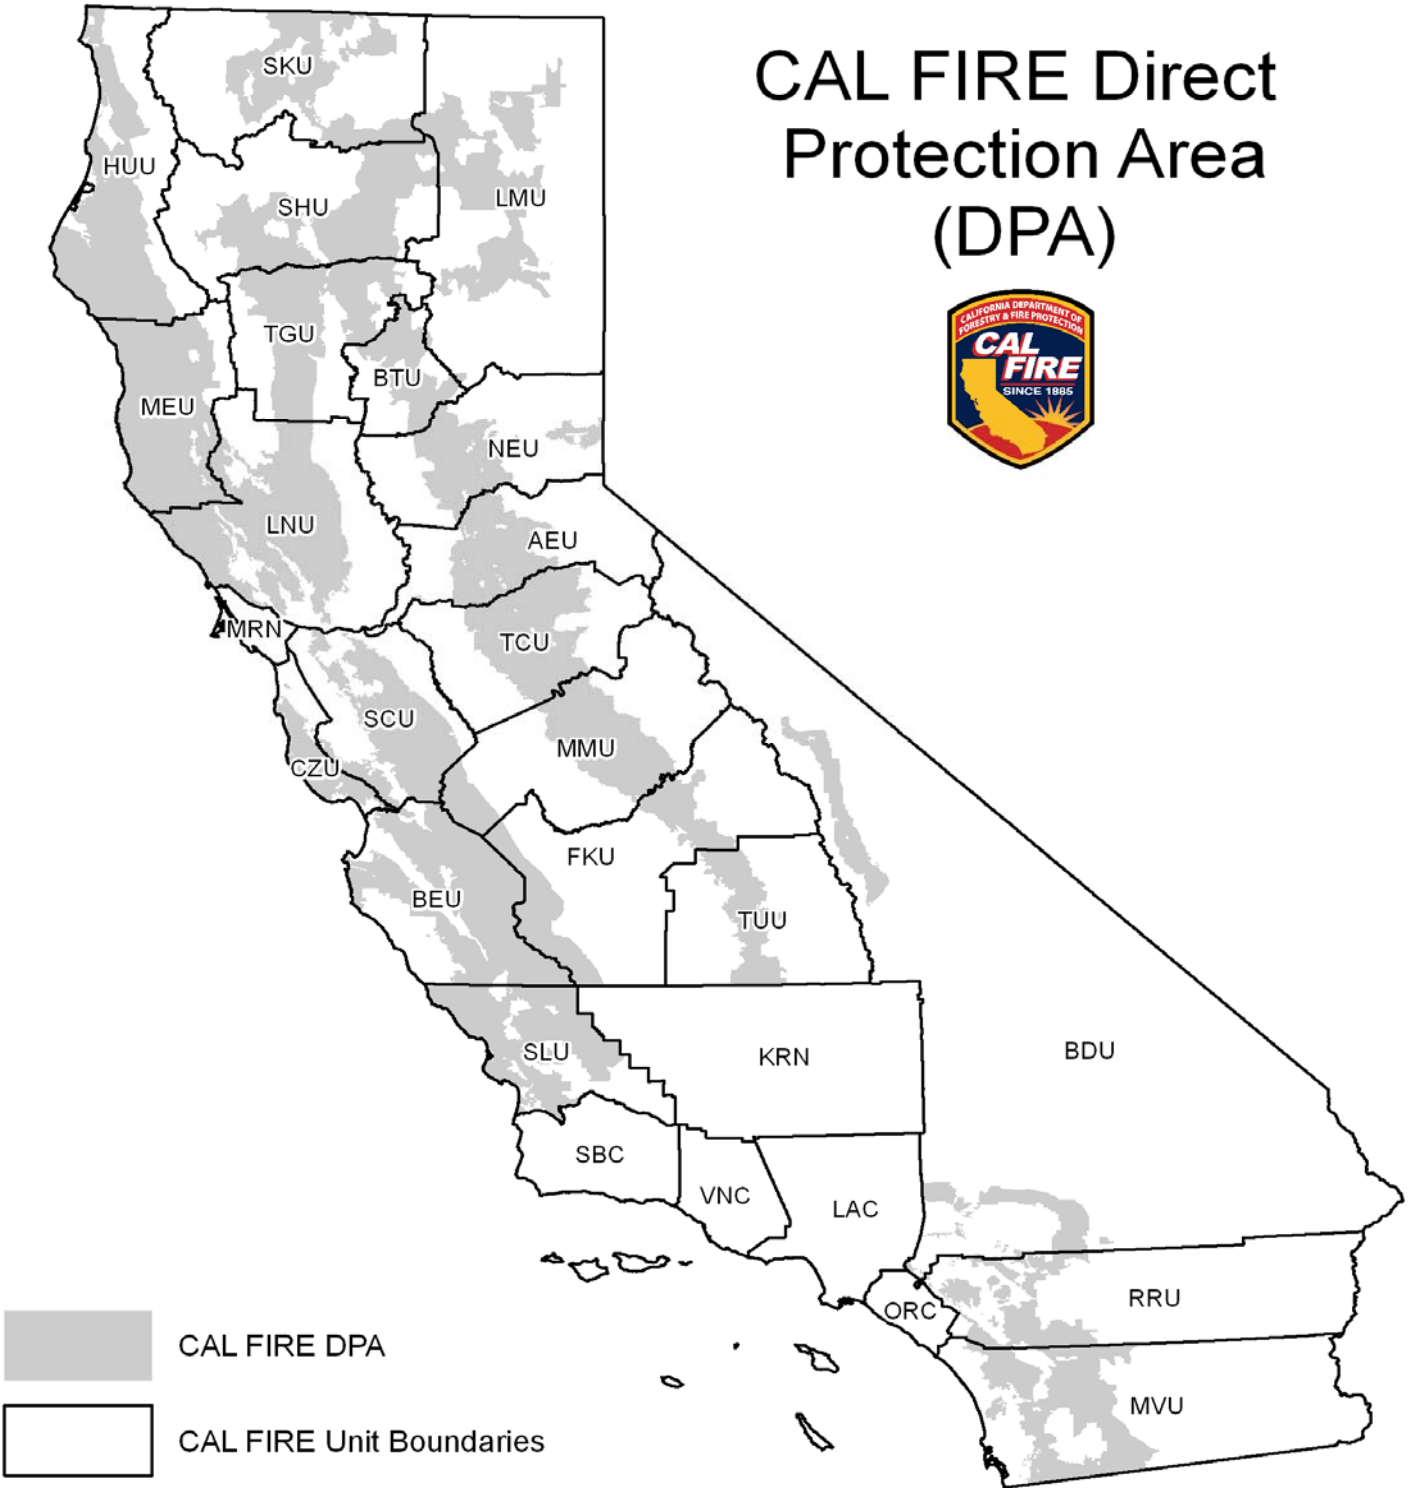 CAL FIRE Direct
Protection Area
(DPA)
CALIFORNIA DEPARTMENT OF
FORESTRY & FIRE PROTECTION
CAL
FIRE
SINCE 1885
SKU
HUU
LMU
SHU
TGU
BTU
MEU
NEU
LNU
AEU
MRN
TCU
SCU
MMU
CZU
FKU
BEU
TUU
SLU
KRN
BDU
SBC
VNC
LAC
RRU
ORC
MVU
CAL FIRE DPA
CAL FIRE Unit Boundaries